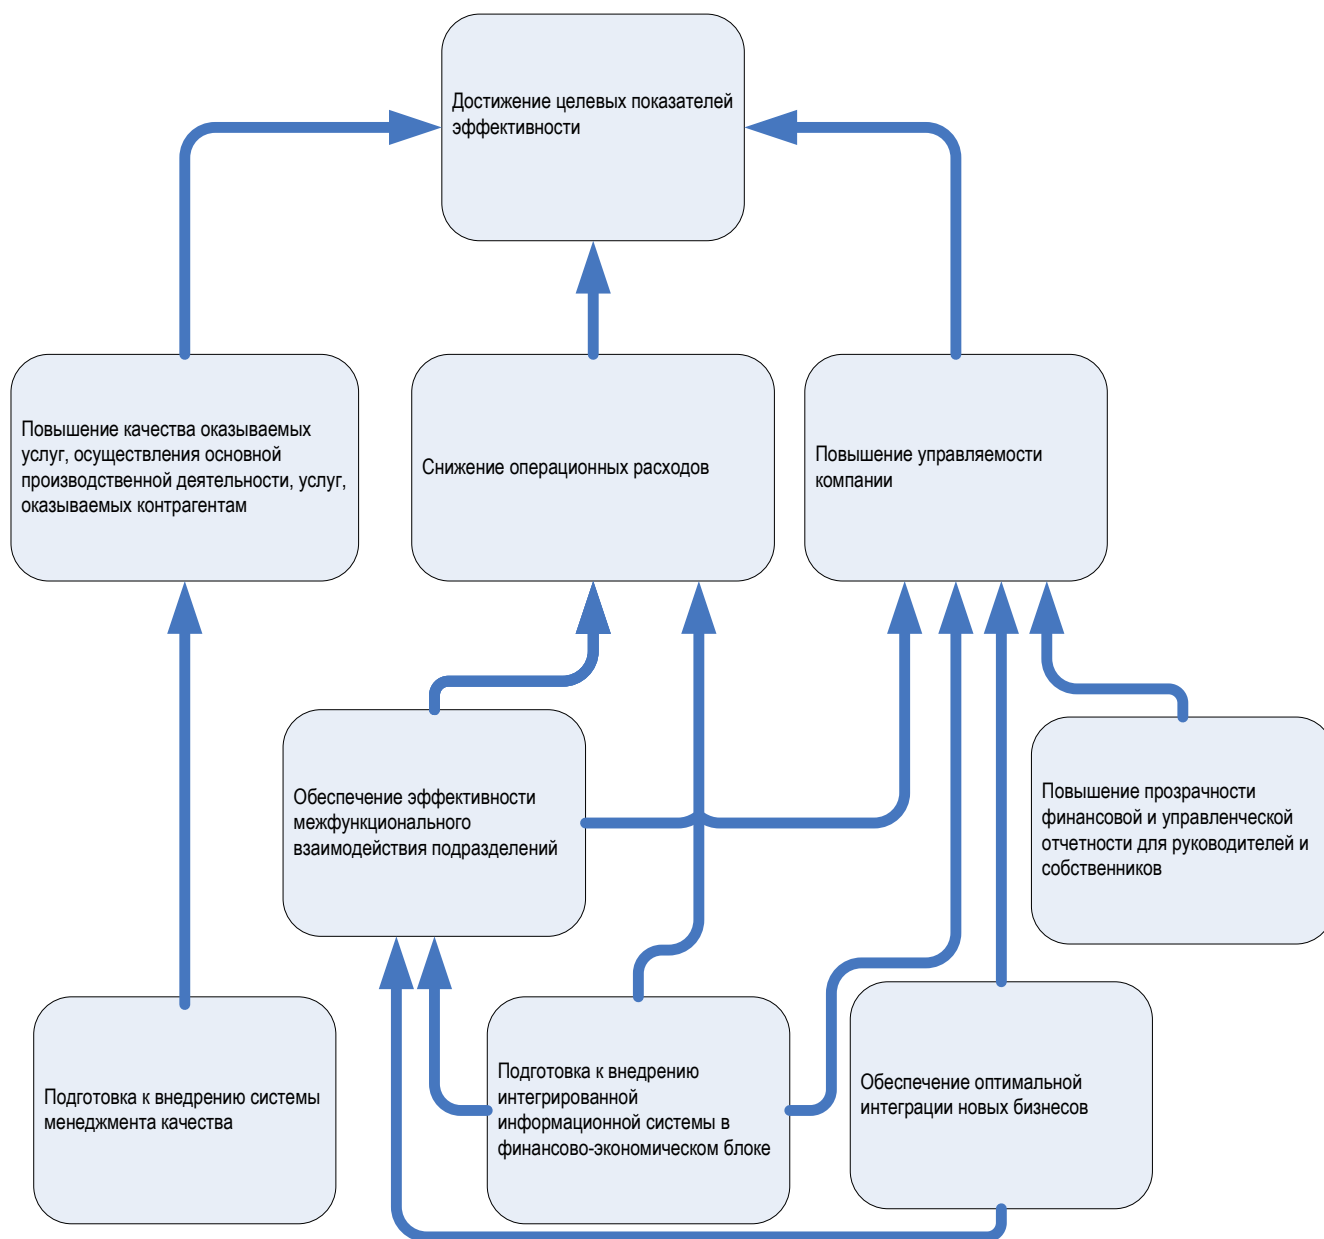 Достижение целевых показателей
эффективности
Повышение качества оказываемых
услуг, осуществления основной
производственной деятельности, услуг,
оказываемых контрагентам
Снижение операционных расходов
Повышение управляемости
компании
Обеспечение эффективности
межфункционального
взаимодействия подразделений
Повышение прозрачности
финансовой и управленческой
отчетности для руководителей и
собственников
Подготовка к внедрению системы
менеджмента качества
Подготовка к внедрению
интегрированной
информационной системы в
финансово-экономическом блоке
Обеспечение оптимальной
интеграции новых бизнесов